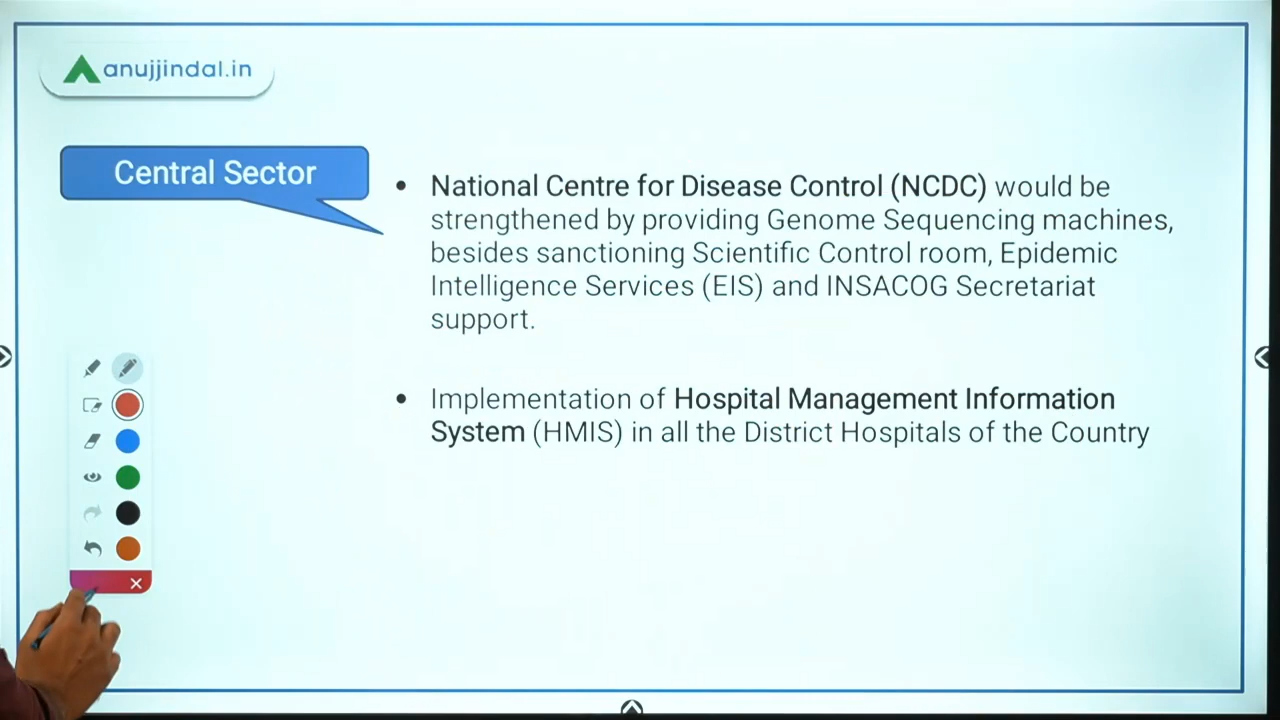 anujjindal.in
Central Sector
• National Centre for Disease Control (NCDC) would be
strengthened by providing Genome Sequencing machines,
besides sanctioning Scientific Control room, Epidemic
Intelligence Services (EIS) and INSACOG Secretariat
support.
• Implementation of Hospital Management Information
System (HMIS) in all the District Hospitals of the Country